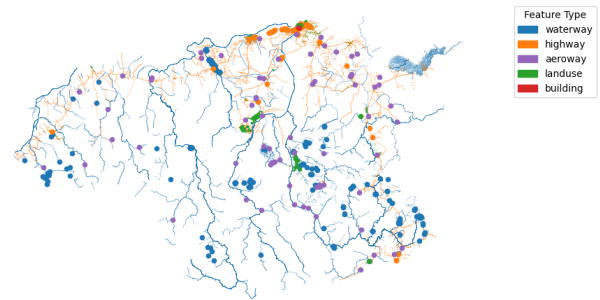 Feature Type
waterway
highway
aeroway
landuse
building